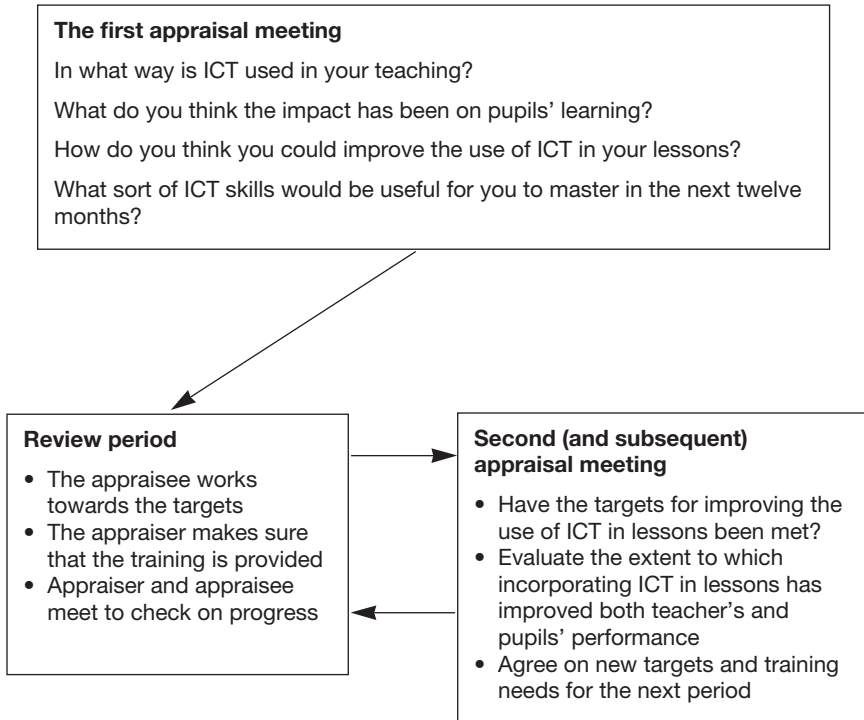 The first appraisal meeting
In what way is ICT used in your teaching?
What do you think the impact has been on pupils’ learning?
How do you think you could improve the use of ICT in your lessons?
What sort of ICT skills would be useful for you to master in the next twelve
months?
Review period
• The appraisee works
towards the targets
• The appraiser makes sure
that the training is provided
• Appraiser and appraisee
meet to check on progress
Second (and subsequent)
appraisal meeting
• Have the targets for improving the
use of ICT in lessons been met?
• Evaluate the extent to which
incorporating ICT in lessons has
improved both teacher’s and
pupils’ performance
• Agree on new targets and training
needs for the next period